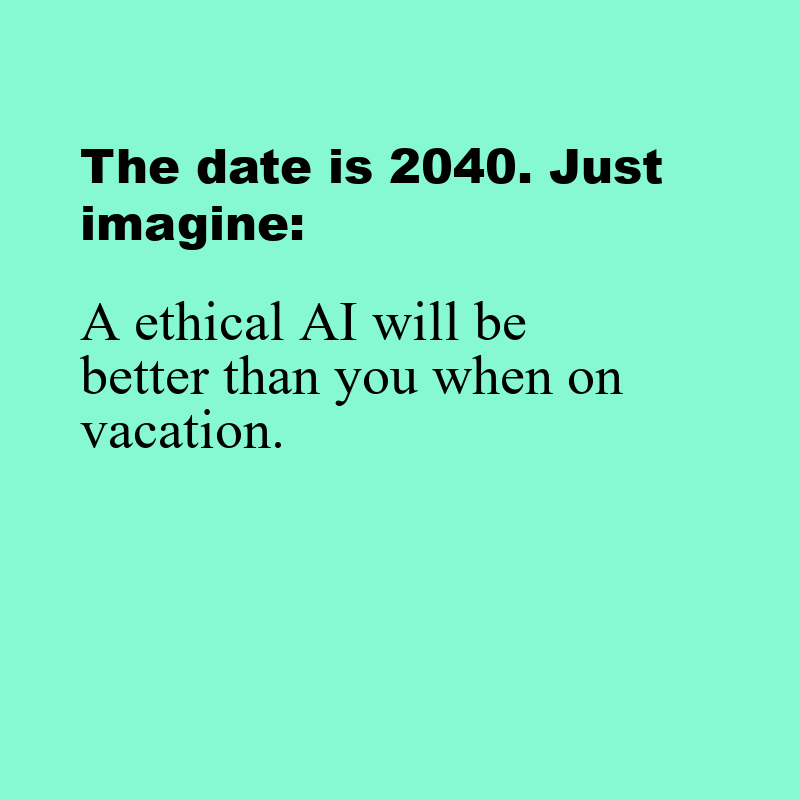 The date is 2040. Just
imagine:
A ethical AI will be
better than you when on
vacation.